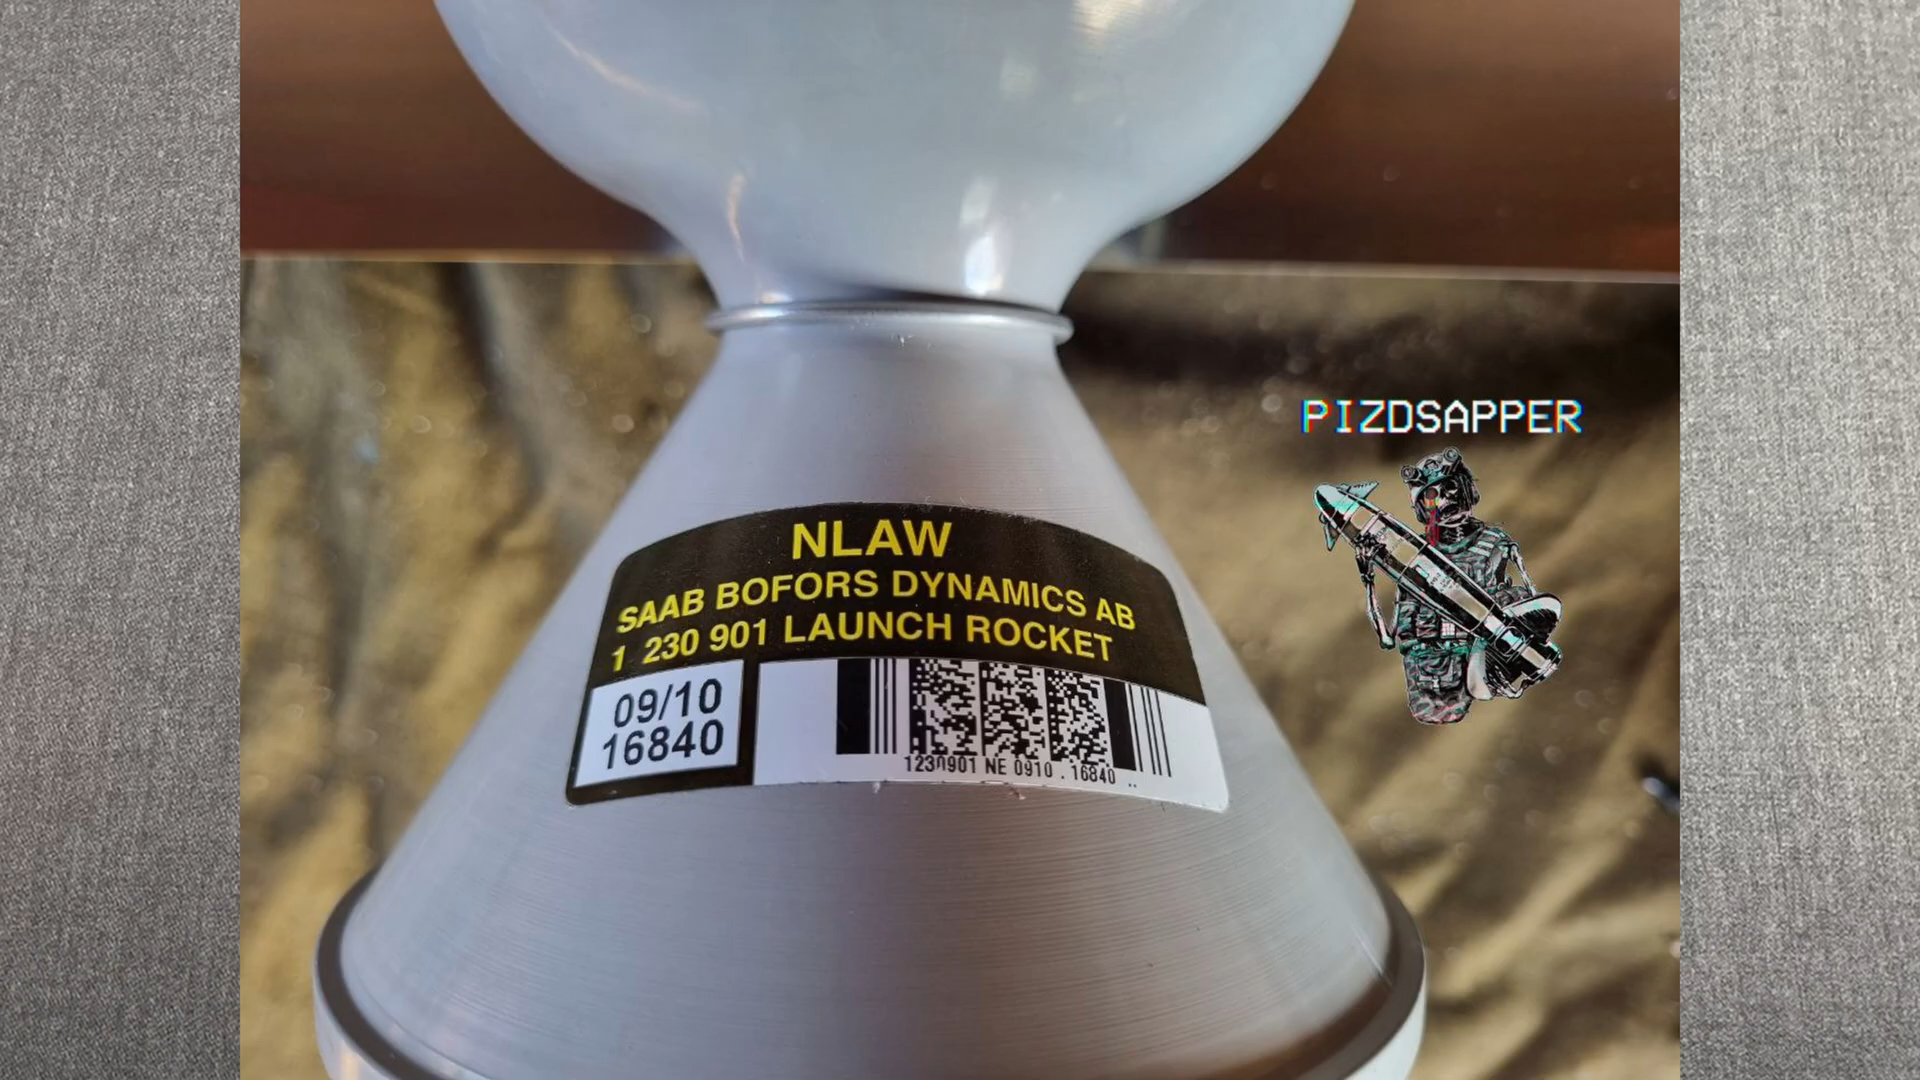 PIZDSAPPER
NLAW
SAAB BOFORS DYNAMICS AB
1 230 901 LAUNCH ROCKET
09/10
16840
1230901 NE 0910 . 16840 ..